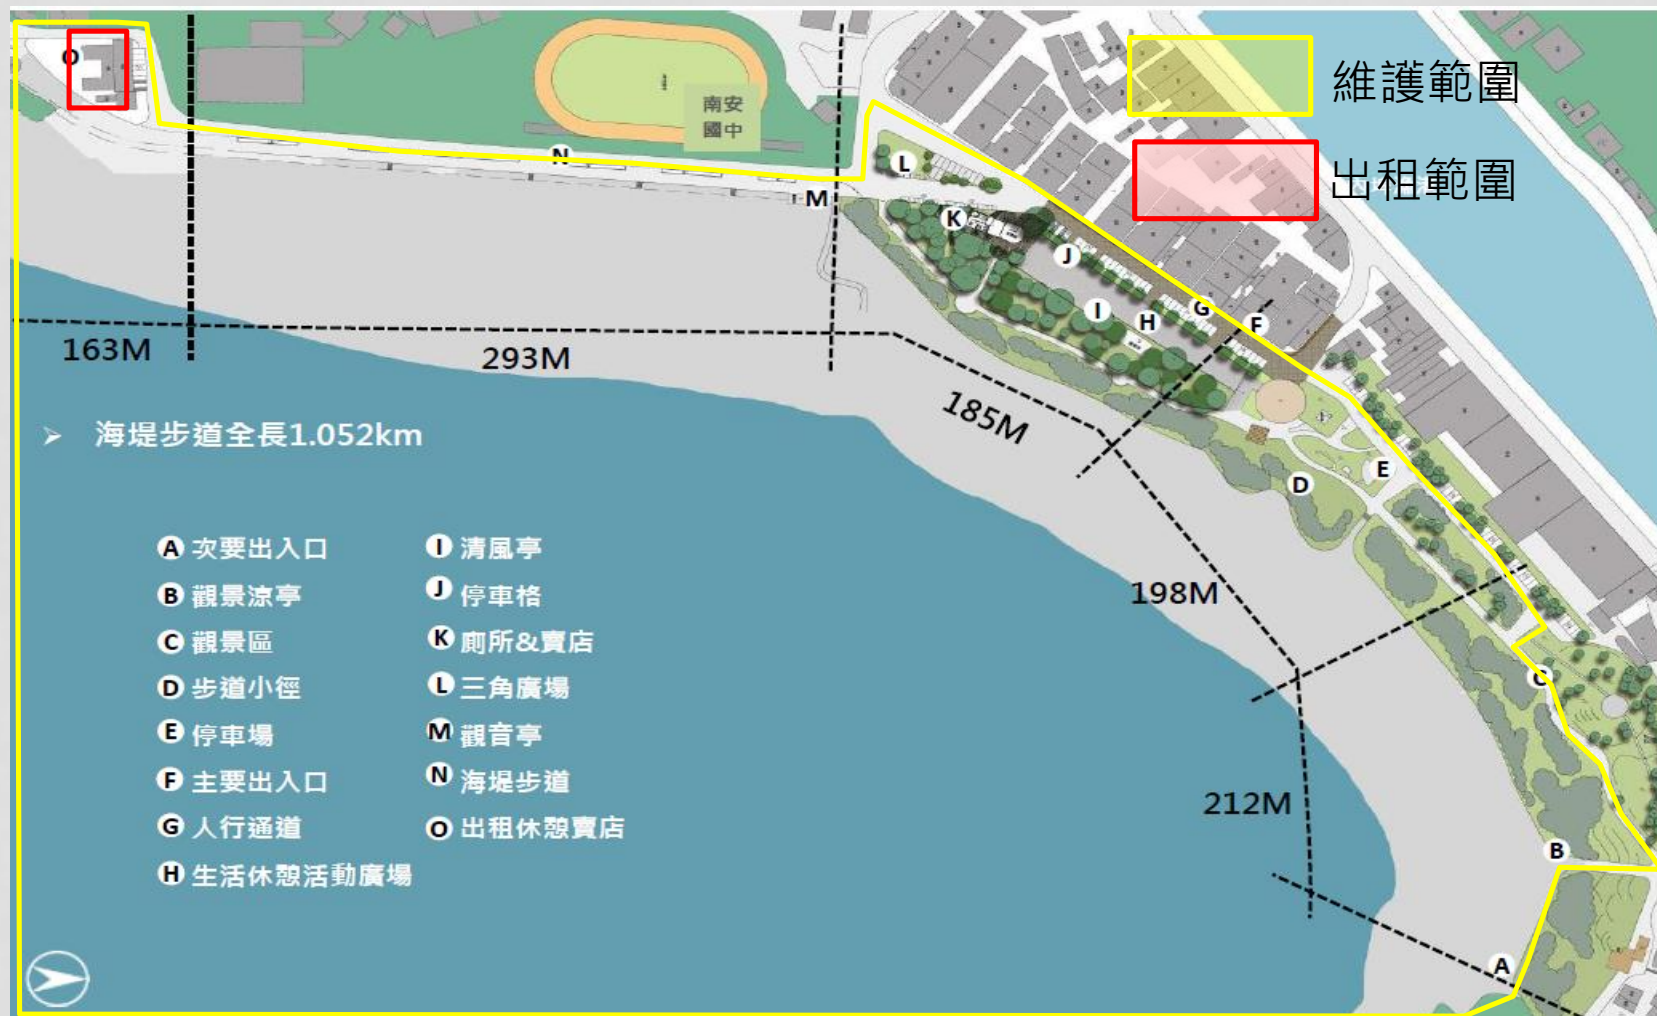 維護範圍
出租範圍
南安
國中
O
N
M
L
K
J
I
H
G
F
E
D
C
B
A
163M
293M
185M
198M
212M
➢ 海堤步道全長1.052km
A 次要出入口
B 觀景涼亭
C 觀景區
D 步道小徑
E 停車場
F 主要出入口
G 人行通道
H 生活休憩活動廣場
I 清風亭
J 停車格
K 廁所&賣店
L 三角廣場
M 觀音亭
N 海堤步道
O 出租休憩賣店